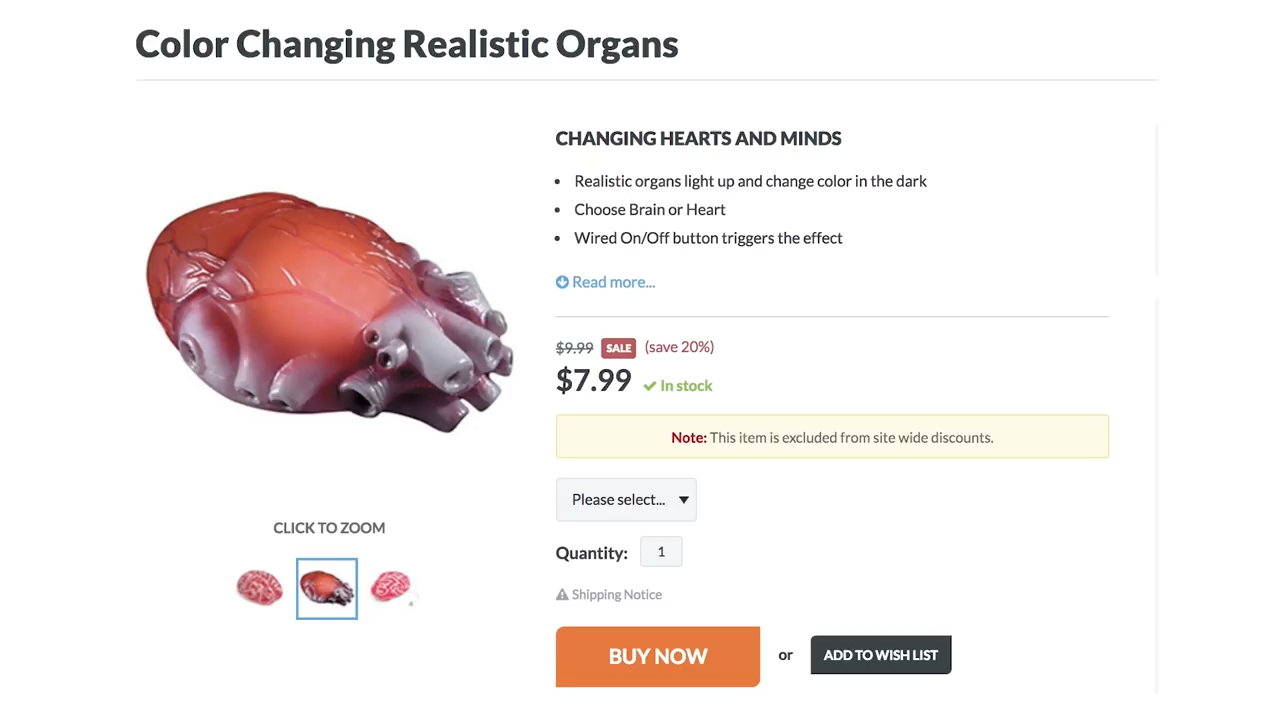 Color Changing Realistic Organs
CHANGING HEARTS AND MINDS
• Realistic organs light up and change color in the dark
• Choose Brain or Heart
• Wired On/Off button triggers the effect
Read more...
$9.99 SALE (save 20%)
$7.99 In stock
Note: This item is excluded from site wide discounts.
Please select...
CLICK TO ZOOM
Quantity: 1
Shipping Notice
BUY NOW or ADD TO WISH LIST